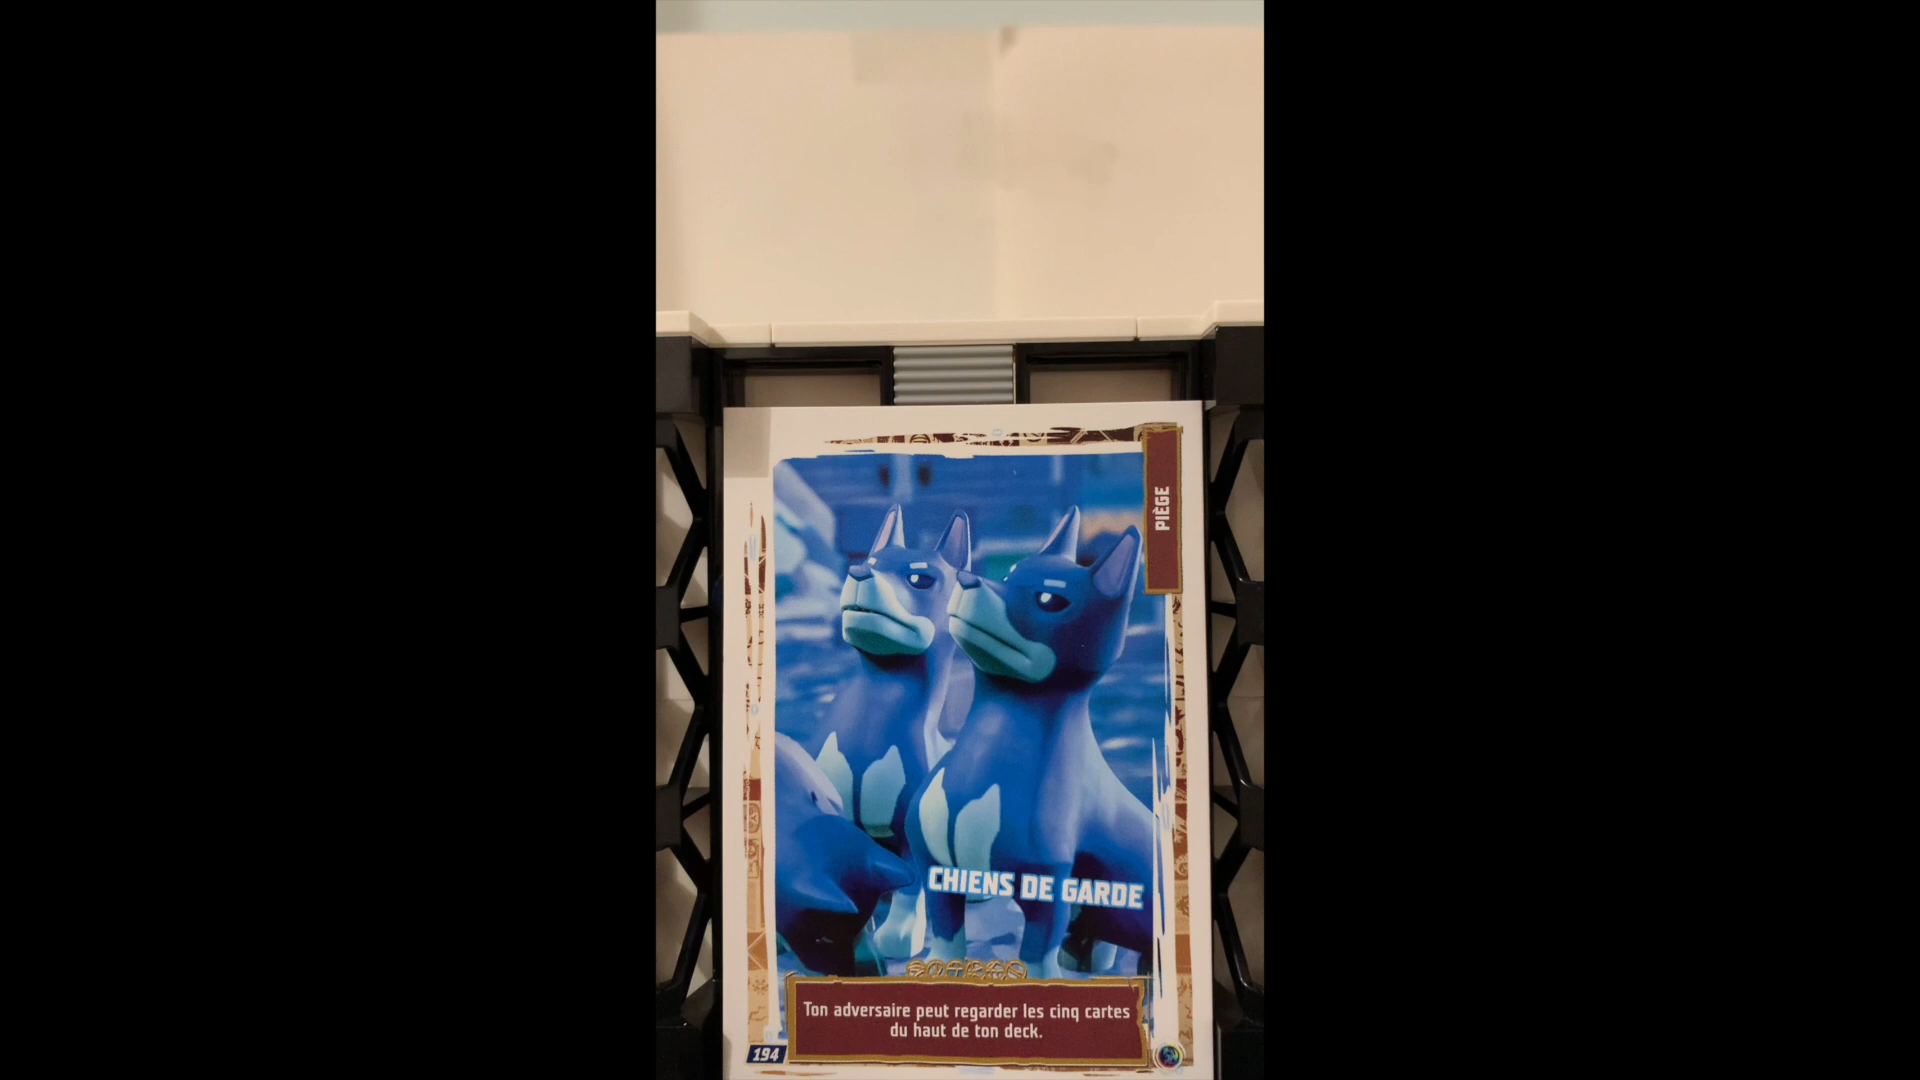 PIÈGE
CHIENS DE GARDE
Ton adversaire peut regarder les cinq cartes
du haut de ton deck.
194